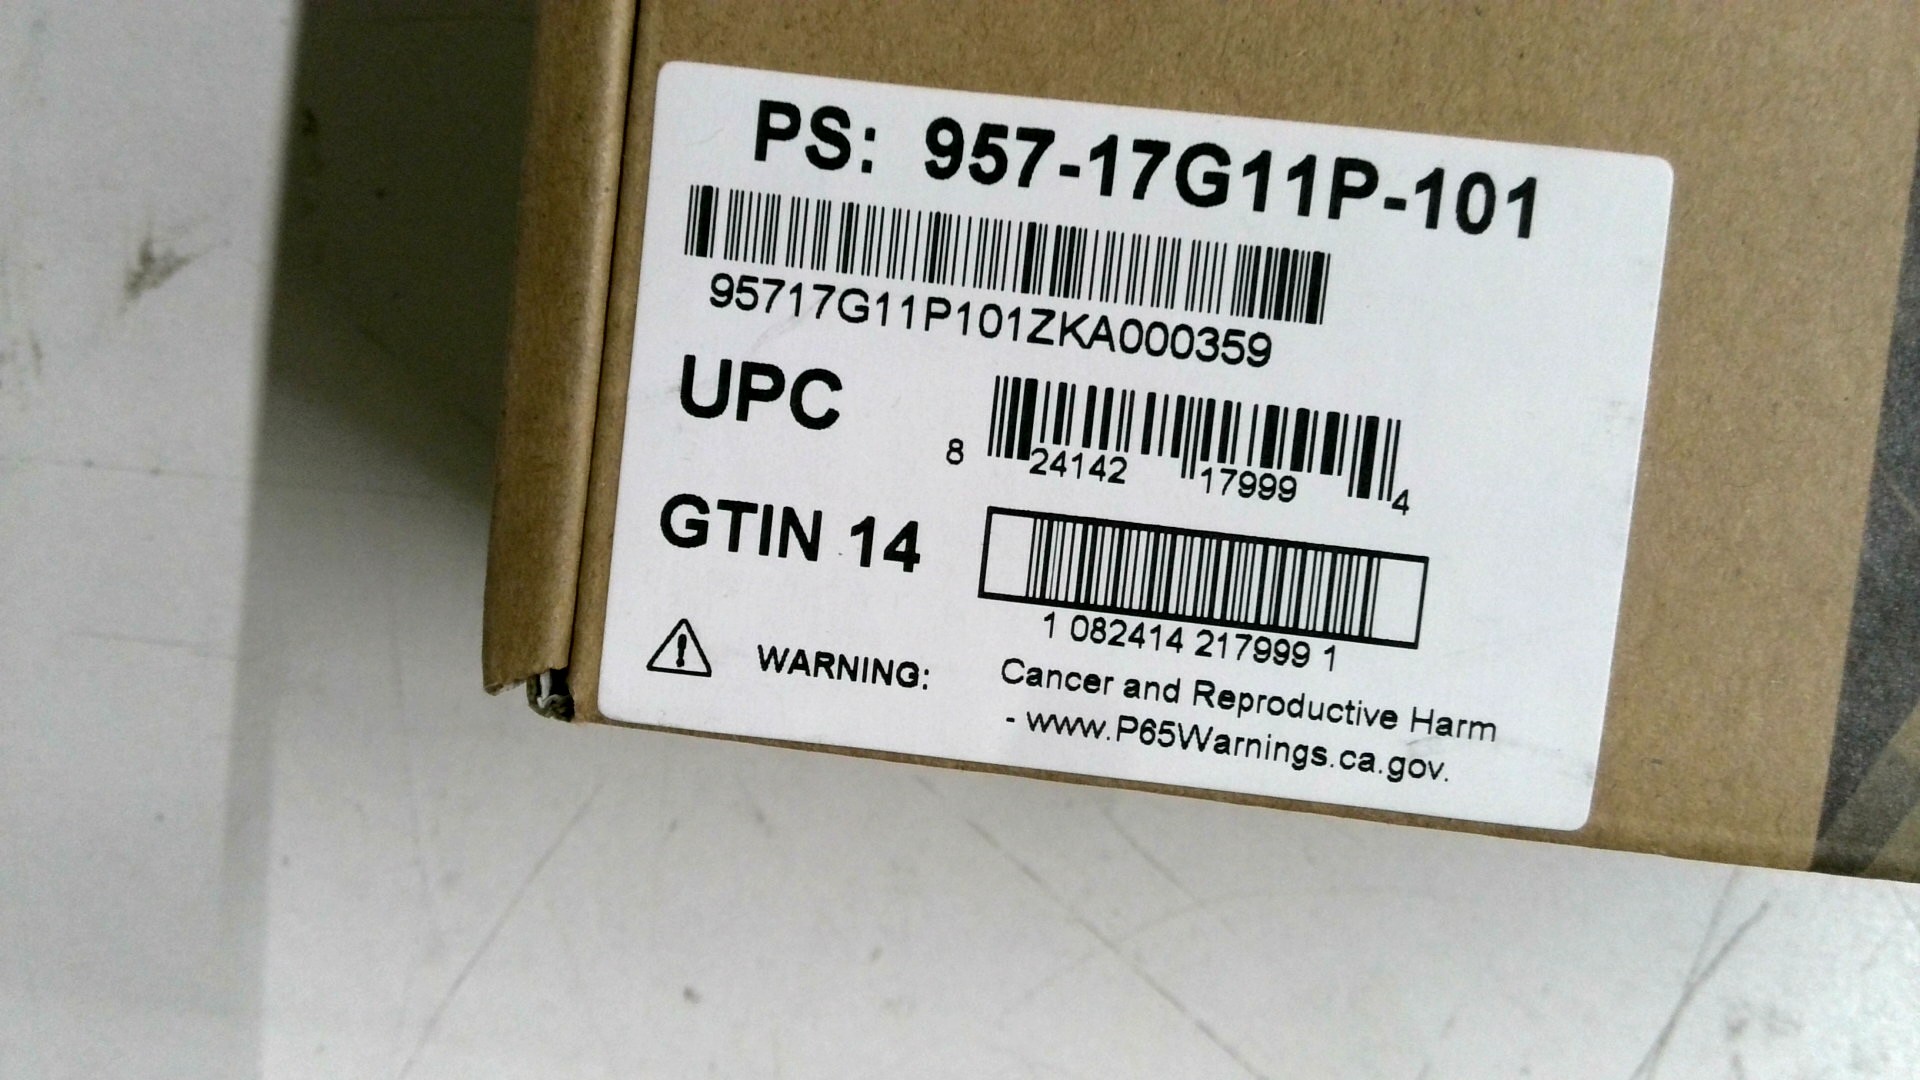 PS: 957-17G11P-101
95717G11P101ZKA000359
UPC
8 24142 17999 4
GTIN 14
1 082414 217999 1
WARNING: Cancer and Reproductive Harm
- www.P65Warnings.ca.gov.